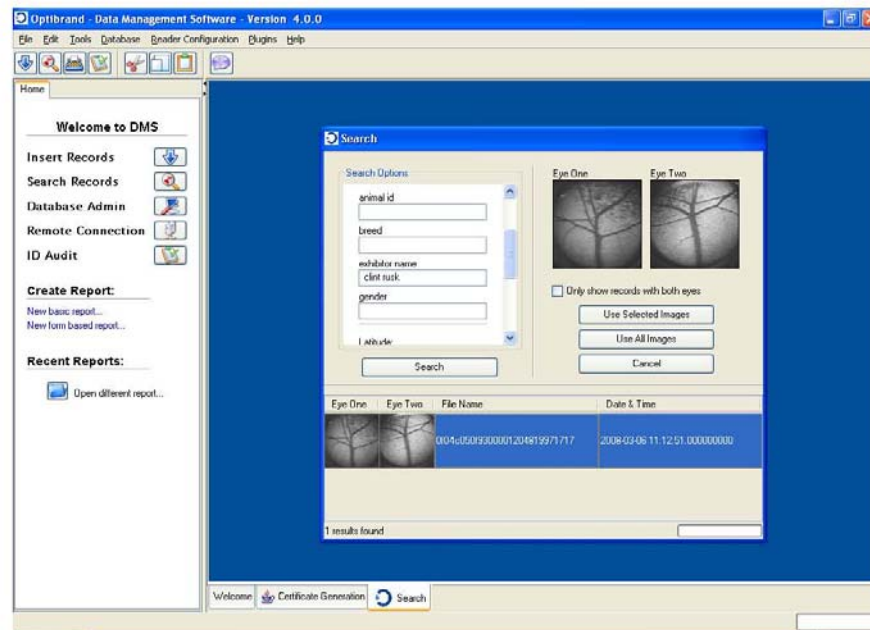 Optibrand - Data Management Software - Version 4.0.0
File Edit Tools Database Reader Configuration Plugins Help
Home
Welcome to DMS
Insert Records
Search Records
Database Admin
Remote Connection
ID Audit
Create Report:
New basic report...
New form based report...
Recent Reports:
Open different report...
Search
Search Options
animal id
breed
exhibitor name
clint rusk
gender
Latitude:
Search
Eye One Eye Two
Only show records with both eyes
Use Selected Images
Use All Images
Cancel
Eye One Eye Two File Name Date & Time
2008-03-06 11:12:51.000000000
1 results found
Welcome Certificate Generation Search